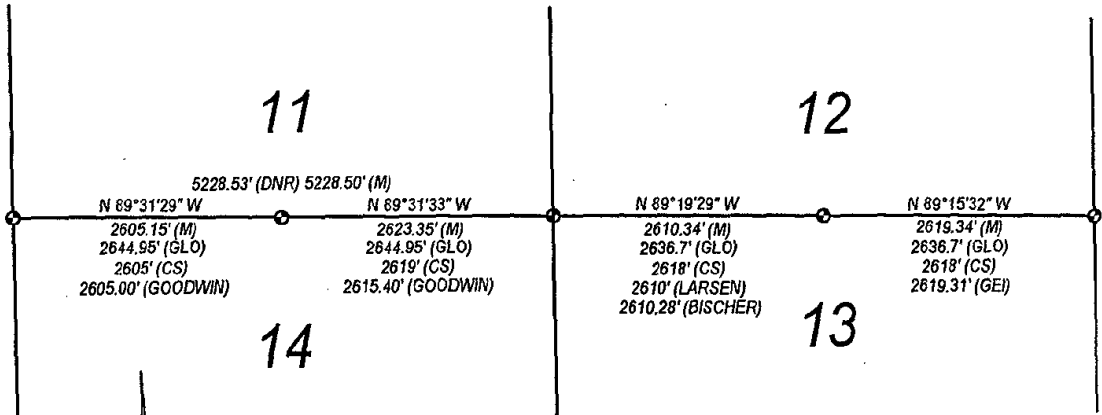 11
12
5228.53' (DNR) 5228.50' (M)
N 89°31'29" W
2605.15' (M)
2644.95' (GLO)
2605' (CS)
2605.00' (GOODWIN)
N 89°31'33" W
2623.35' (M)
2644.95' (GLO)
2619' (CS)
2615.40' (GOODWIN)
N 89°19'29" W
2610.34' (M)
2636.7' (GLO)
2618' (CS)
2610' (LARSEN)
2610.28' (BISCHER)
N 89°15'32" W
2619.34' (M)
2636.7' (GLO)
2618' (CS)
2619.31' (GEI)
14
13